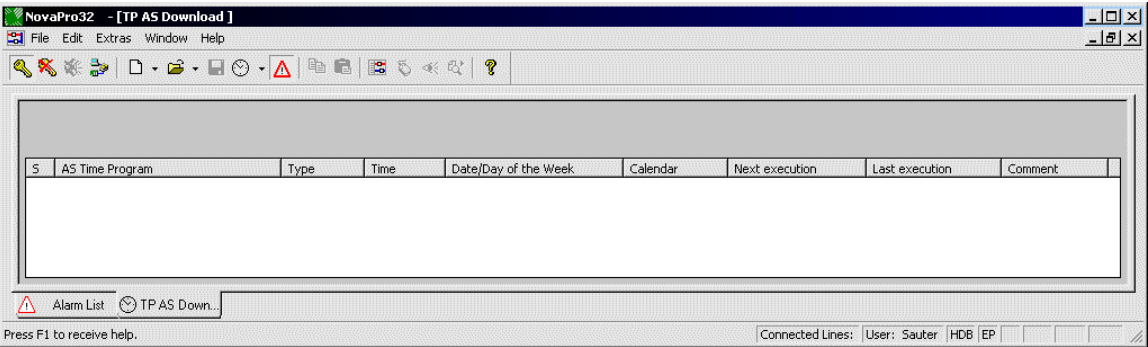 NovaPro32 - [TP AS Download ]
File Edit Extras Window Help
S AS Time Program Type Time Date/Day of the Week Calendar Next execution Last execution Comment
Alarm List TP AS Down...
Press F1 to receive help. Connected Lines: User: Sauter HDB EP